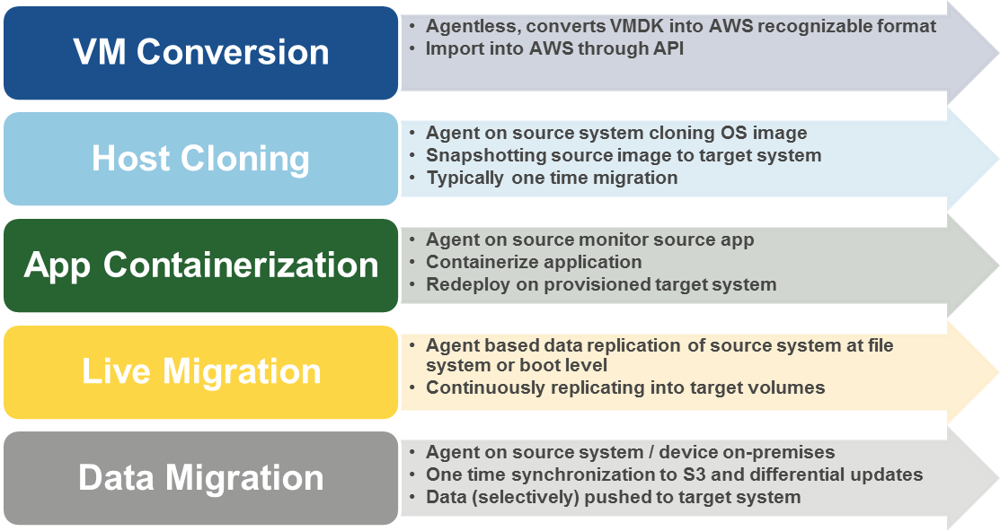 VM Conversion
• Agentless, converts VMDK into AWS recognizable format
• Import into AWS through API
Host Cloning
• Agent on source system cloning OS image
• Snapshotting source image to target system
• Typically one time migration
App Containerization
• Agent on source monitor source app
• Containerize application
• Redeploy on provisioned target system
Live Migration
• Agent based data replication of source system at file
system or boot level
• Continuously replicating into target volumes
Data Migration
• Agent on source system / device on-premises
• One time synchronization to S3 and differential updates
• Data (selectively) pushed to target system